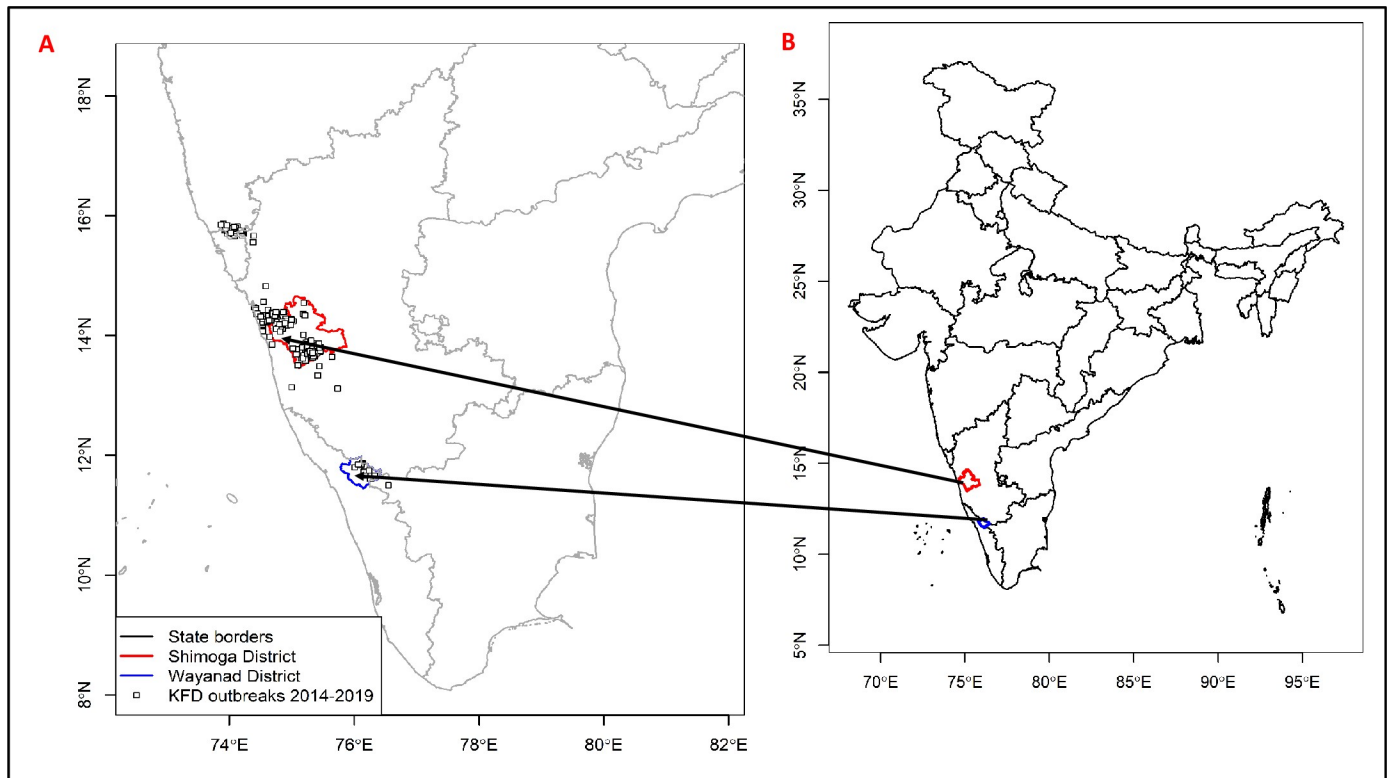 A
B
18°N
16°N
14°N
12°N
10°N
8°N
74°E
76°E
78°E
80°E
82°E
State borders
Shimoga District
Wayanad District
KFD outbreaks 2014-2019
35°N
30°N
25°N
20°N
15°N
10°N
5°N
70°E
75°E
80°E
85°E
90°E
95°E